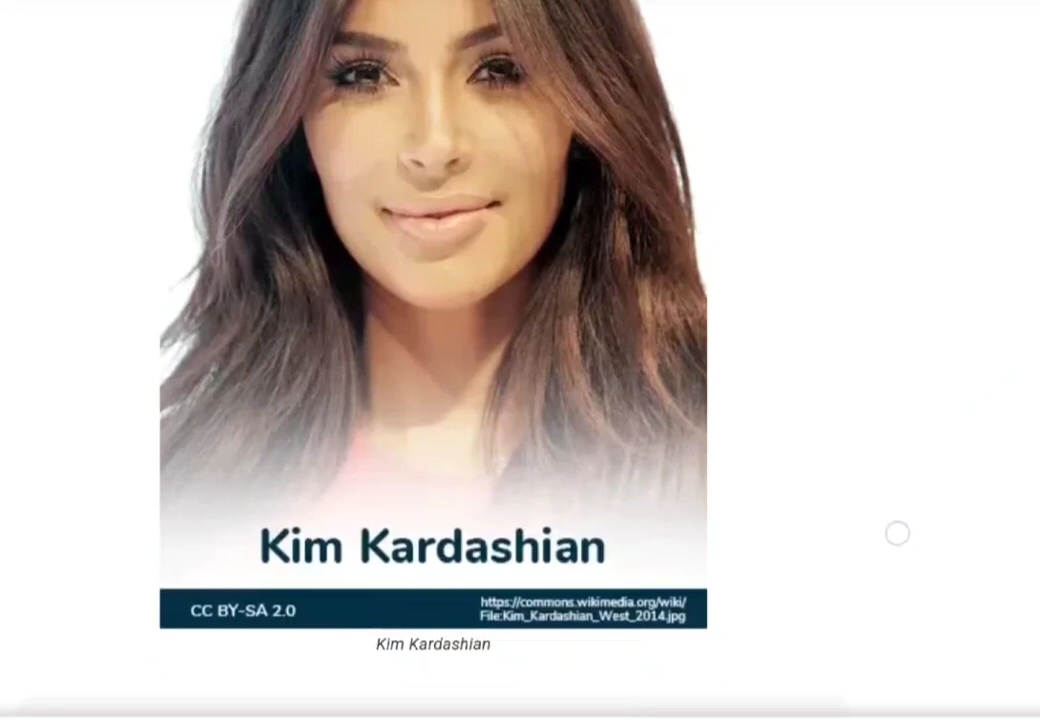 Kim Kardashian
CC BY-SA 2.0
https://commons.wikimedia.org/wiki/
File:Kim_Kardashian_West_2014.jpg
Kim Kardashian